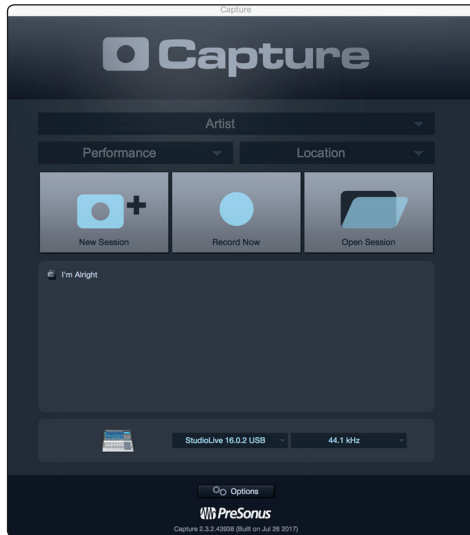 Capture
Capture
Artist
Performance Location
New Session Record Now Open Session
I'm Alright
StudioLive 16.0.2 USB 44.1 kHz
Options
PreSonus
Capture 2.3.2.43938 (Built on Jul 26 2017)